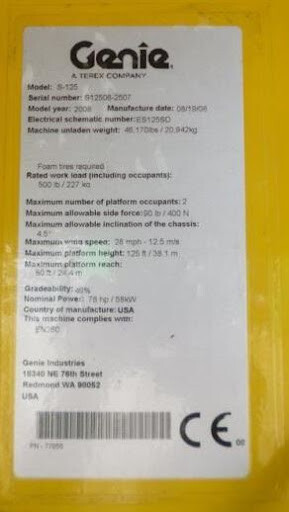 Genie
A TEREX COMPANY
Model: S-125
Serial number: S12506-2507
Model year: 2006 Manufacture date: 08/19/06
Electrical schematic number: ES1255D
Machine unladen weight: 46,170lbs / 20,942kg
Foam tires required
Rated work load (including occupants):
500 lb / 227 kg
Maximum number of platform occupants: 2
Maximum allowable side force: 90 lb / 400 N
Maximum allowable inclination of the chassis:
4.5°
Maximum wind speed: 28 mph - 12.5 m/s
Maximum platform height: 125 ft / 38.1 m
Maximum platform reach:
80 ft / 24.4 m
Gradeability: 40%
Nominal Power: 78 hp / 58kW
Country of manufacture: USA
This machine complies with:
EN280
Genie Industries
18340 NE 76th Street
Redmond WA 98052
USA
PN - 77055
CE